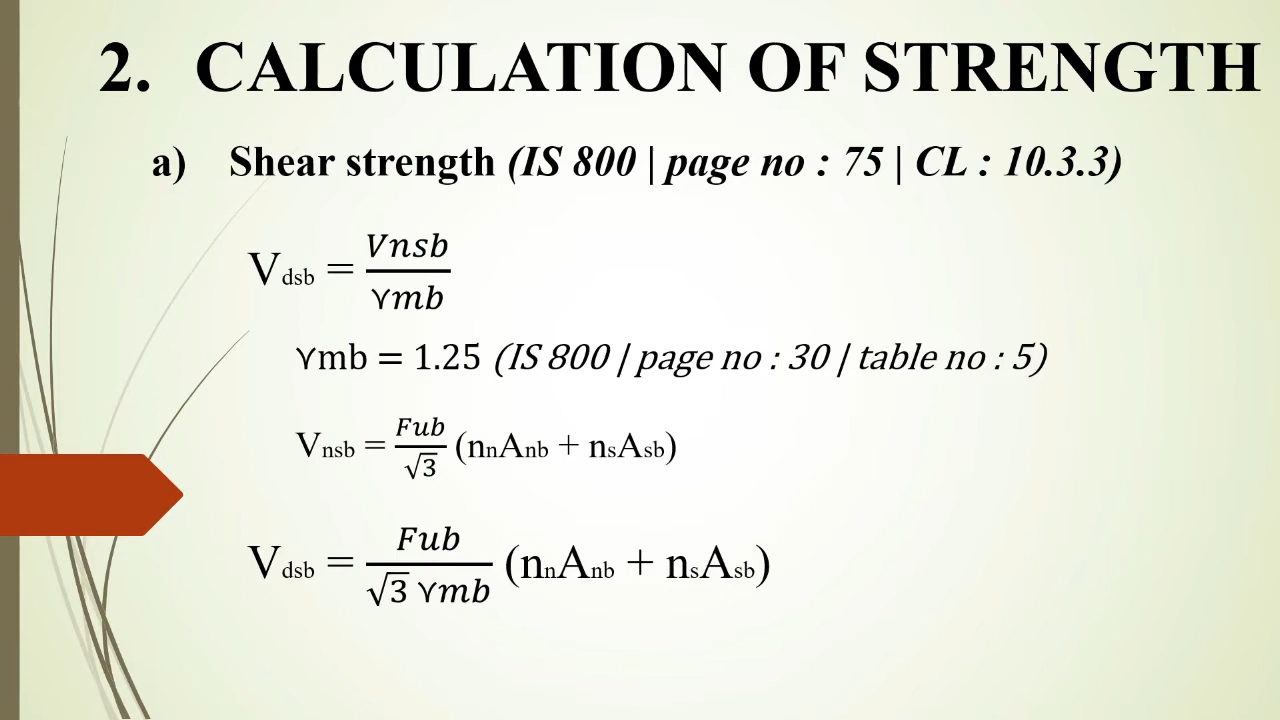 2. CALCULATION OF STRENGTH
a) Shear strength (IS 800 | page no : 75 | CL : 10.3.3)
Vdsb = Vnsb / ϒmb
ϒmb = 1.25 (IS 800 | page no : 30 | table no : 5)
Vnsb = Fub / √3 (nnAnb + nsAsb)
Vdsb = Fub / √3 ϒmb (nnAnb + nsAsb)